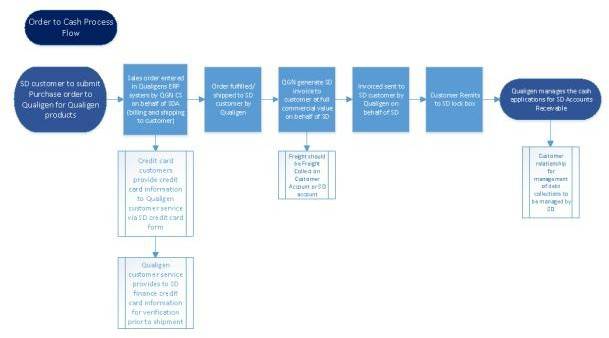 Order to Cash Process
Flow
SD customer to submit
Purchase order to
Qualigen for Qualigen
products
Sales order entered
in Qualigens ERP
system by QGN CS
on behalf of SDA
(billing and shipping
to customer)
Order fulfilled/
shipped to SD
customer by
Qualigen
QGN generate SD
invoice to
customer at full
commercial value
on behalf of SD
Invoiced sent to
SD customer by
Qualigen on
behalf of SD
Customer Remits
to SD lock box
Qualigen manages the cash
applications for SD Accounts
Receivable
Credit card
customers
provide credit
card information
to Qualigen
customer service
via SD credit card
form
Freight should
be Freight
Collect on
Customer
Account or SD
account
Customer
relationship
for
management
of debt
collections to
be managed by
SD
Qualigen
customer service
provides to SD
finance credit
card information
for verification
prior to shipment